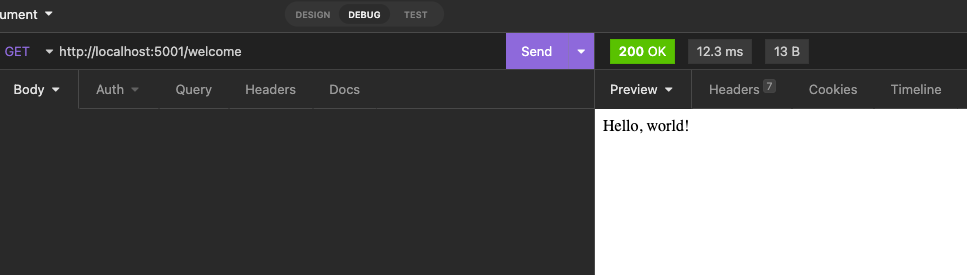 ument
DESIGN DEBUG TEST
GET http://localhost:5001/welcome Send 200 OK 12.3 ms 13 B
Body Auth Query Headers Docs Preview Headers 7 Cookies Timeline
Hello, world!